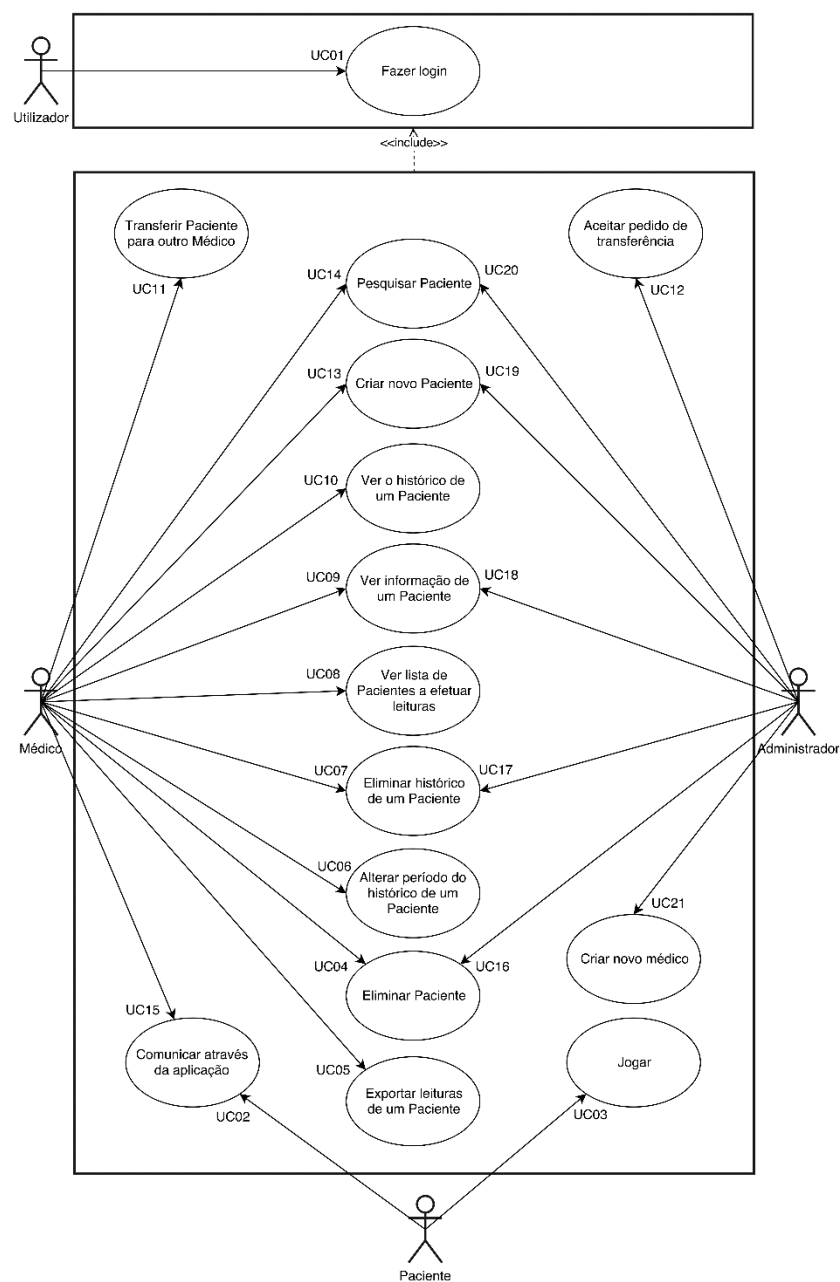 UC01
Fazer login
Utilizador
<<include>>
Transferir Paciente
para outro Médico
Aceitar pedido de
transferência
UC11
UC14
Pesquisar Paciente
UC20
UC12
UC13
Criar novo Paciente
UC19
UC10
Ver o histórico de
um Paciente
UC09
Ver informação de
um Paciente
UC18
UC08
Ver lista de
Pacientes a efetuar
leituras
Médico
Administrador
UC07
Eliminar histórico
de um Paciente
UC17
UC06
Alterar período do
histórico de um
Paciente
UC21
Criar novo médico
UC04
Eliminar Paciente
UC16
UC15
Comunicar através
da aplicação
Jogar
UC05
Exportar leituras
de um Paciente
UC02
UC03
Paciente